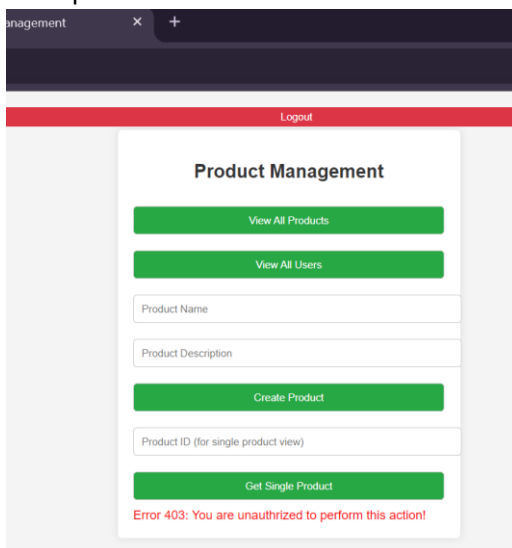 anagement × +
Logout
Product Management
View All Products
View All Users
Product Name
Product Description
Create Product
Product ID (for single product view)
Get Single Product
Error 403: You are unauthrized to perform this action!